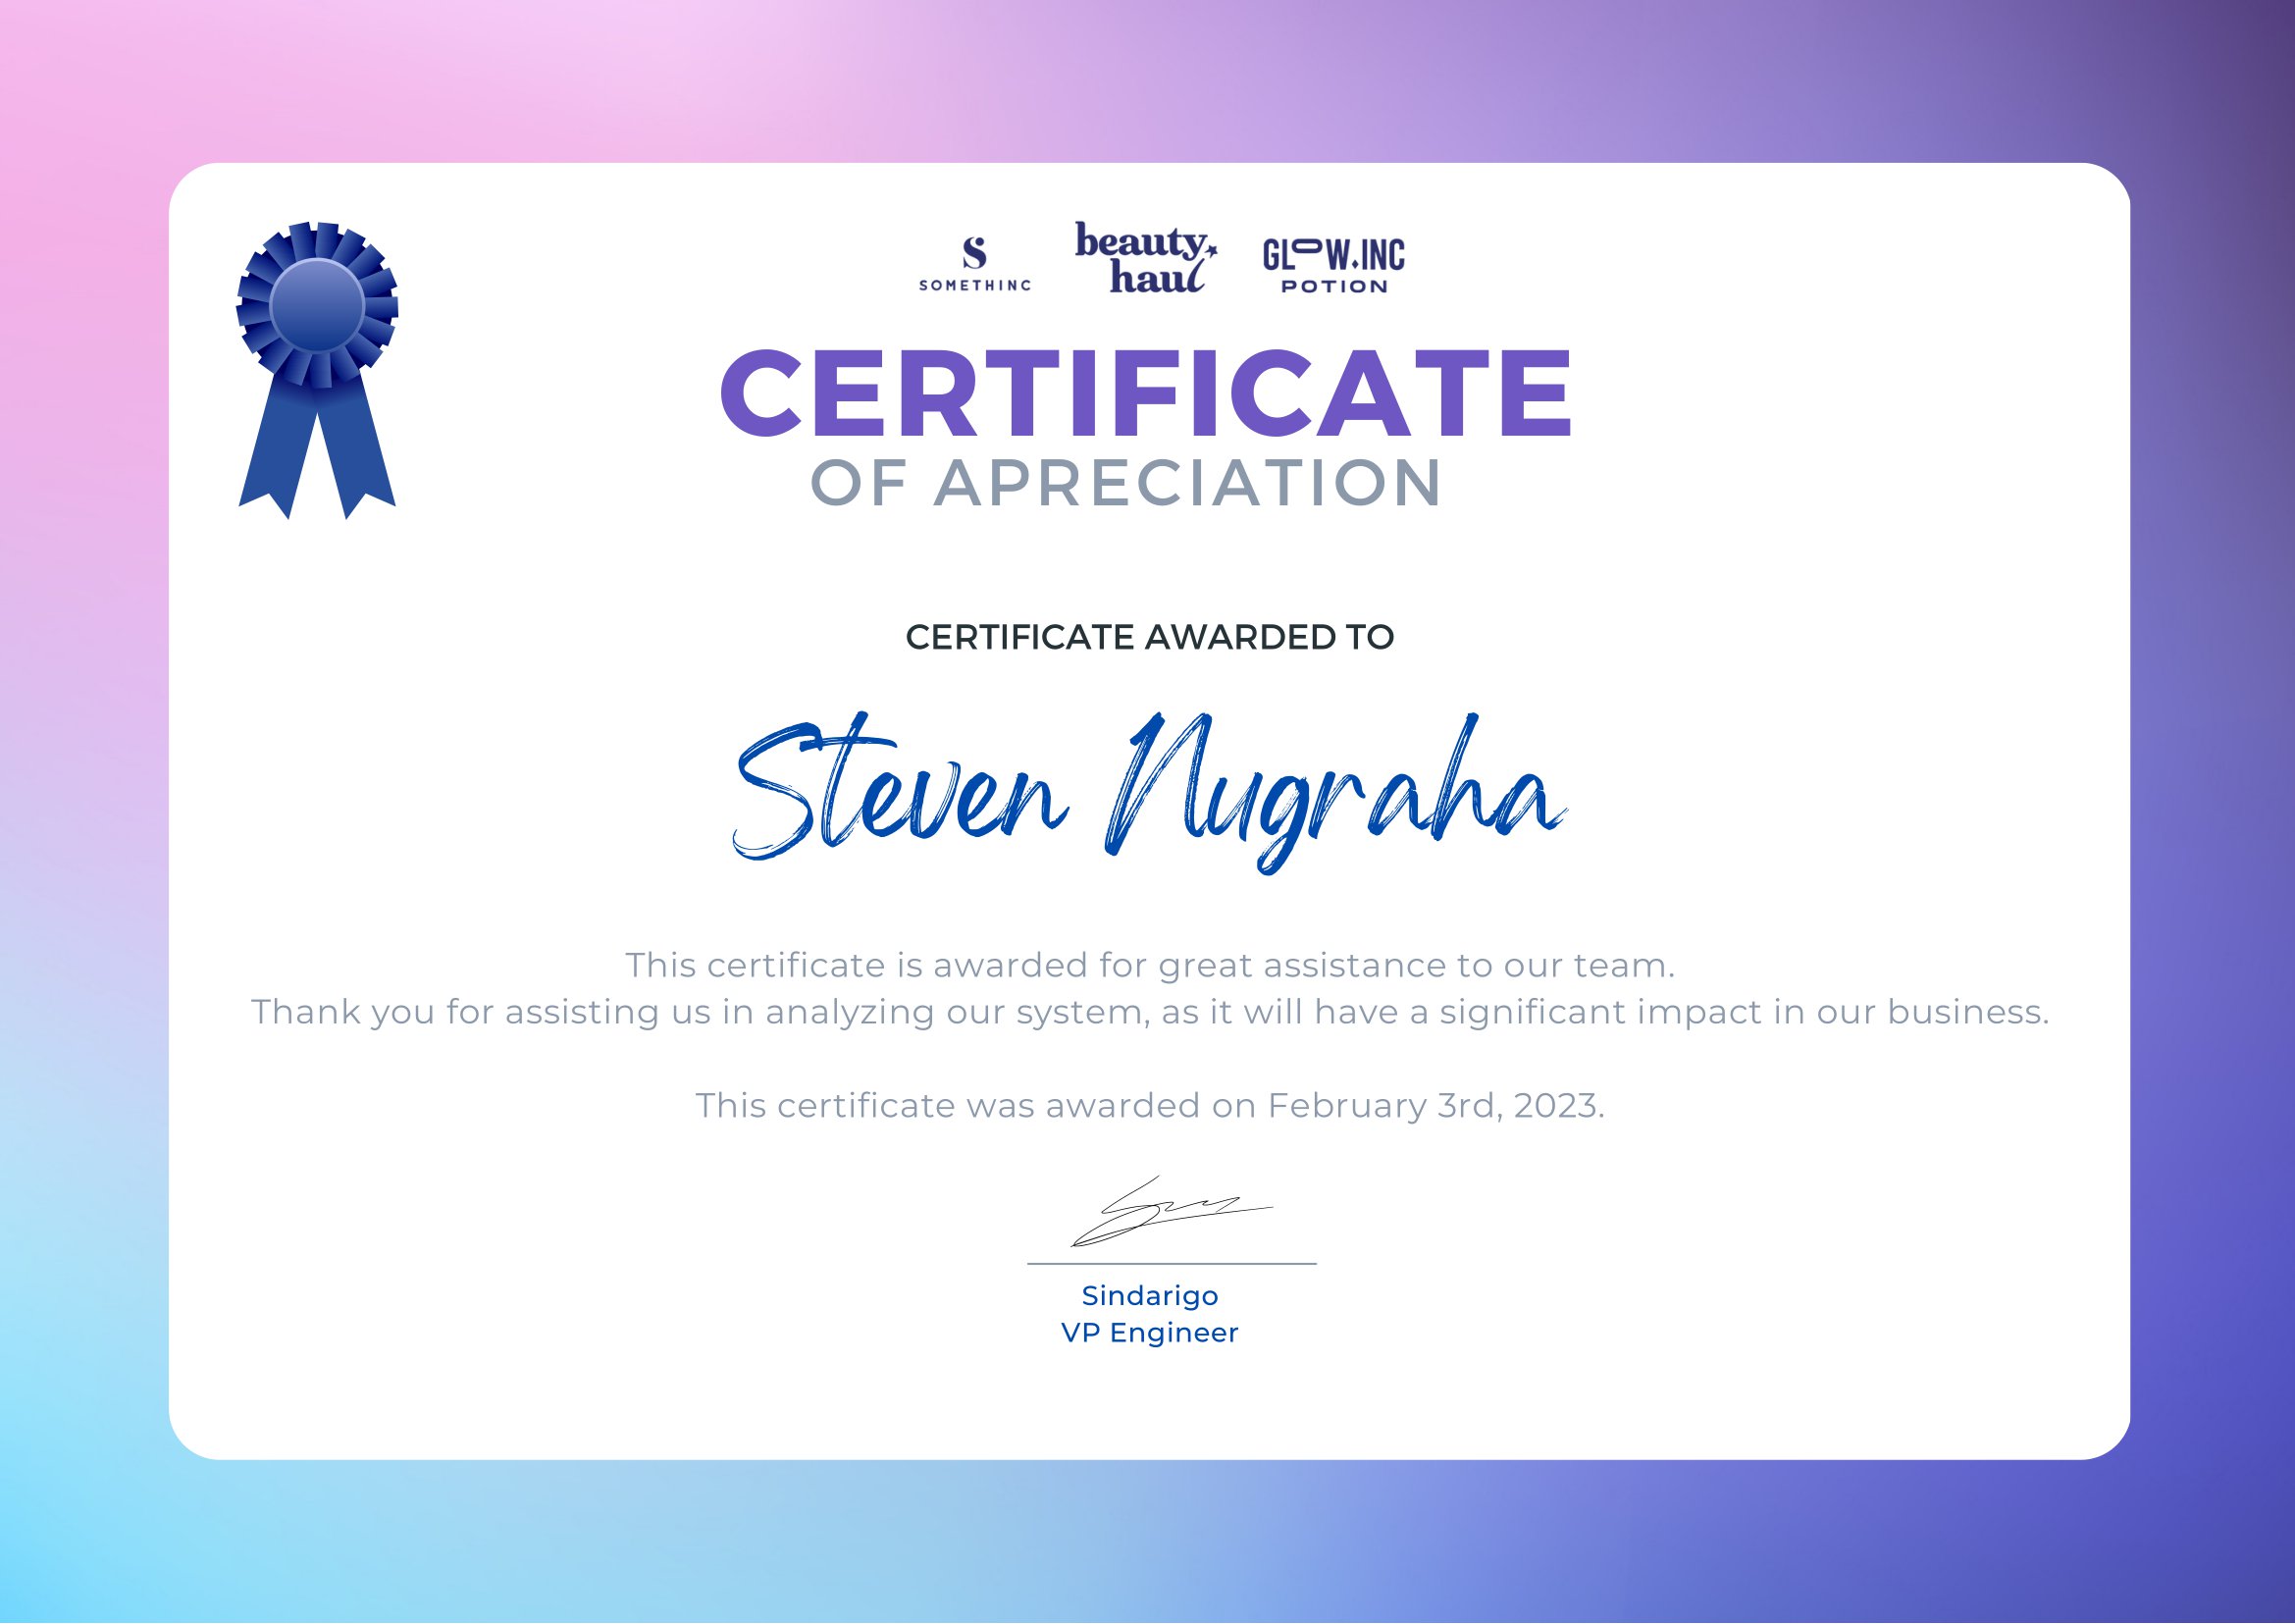 S
SOMETHINC
beauty
haul
GLOW.INC
POTION
CERTIFICATE
OF APRECIATION
CERTIFICATE AWARDED TO
Steven Nugraha
This certificate is awarded for great assistance to our team.
Thank you for assisting us in analyzing our system, as it will have a significant impact in our business.
This certificate was awarded on February 3rd, 2023.
Sindarigo
VP Engineer